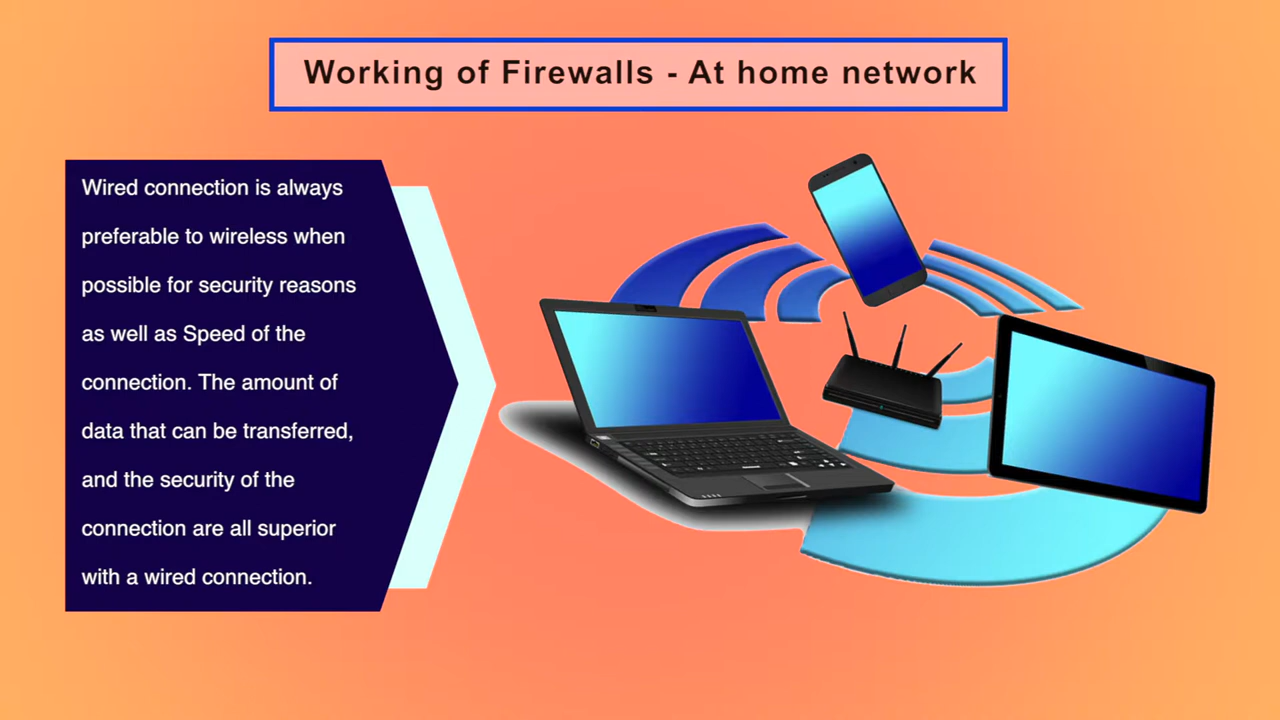 Working of Firewalls - At home network
Wired connection is always
preferable to wireless when
possible for security reasons
as well as Speed of the
connection. The amount of
data that can be transferred,
and the security of the
connection are all superior
with a wired connection.